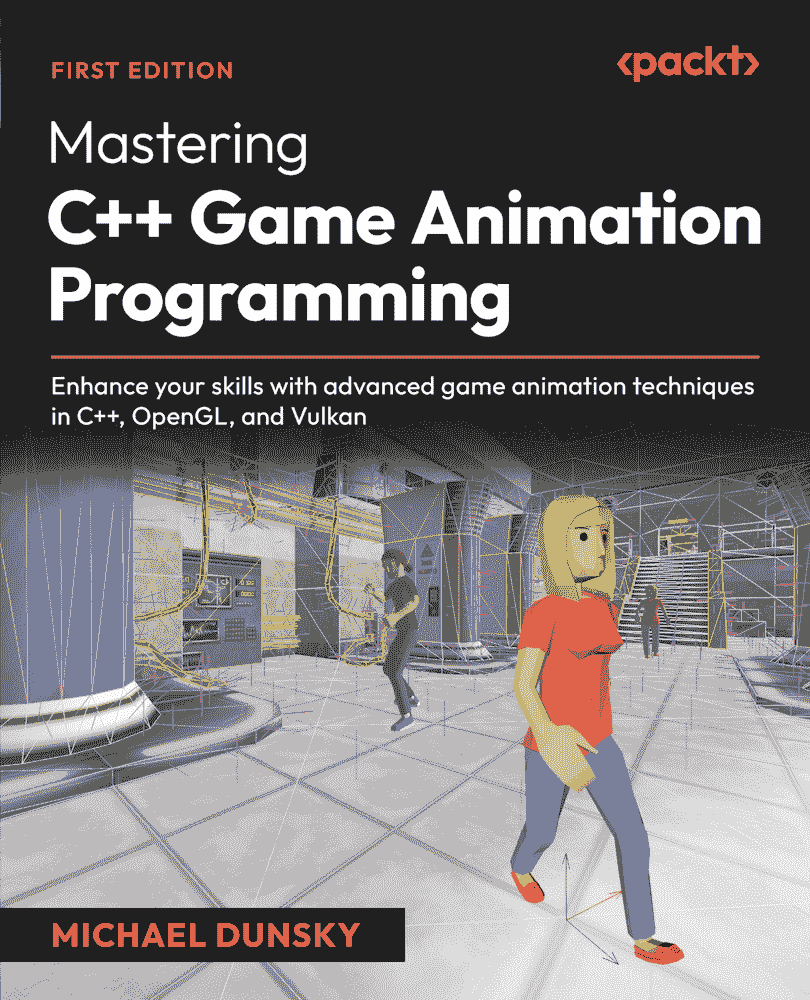 FIRST EDITION
<packt>
Mastering
C++ Game Animation
Programming
Enhance your skills with advanced game animation techniques
in C++, OpenGL, and Vulkan
MICHAEL DUNSKY